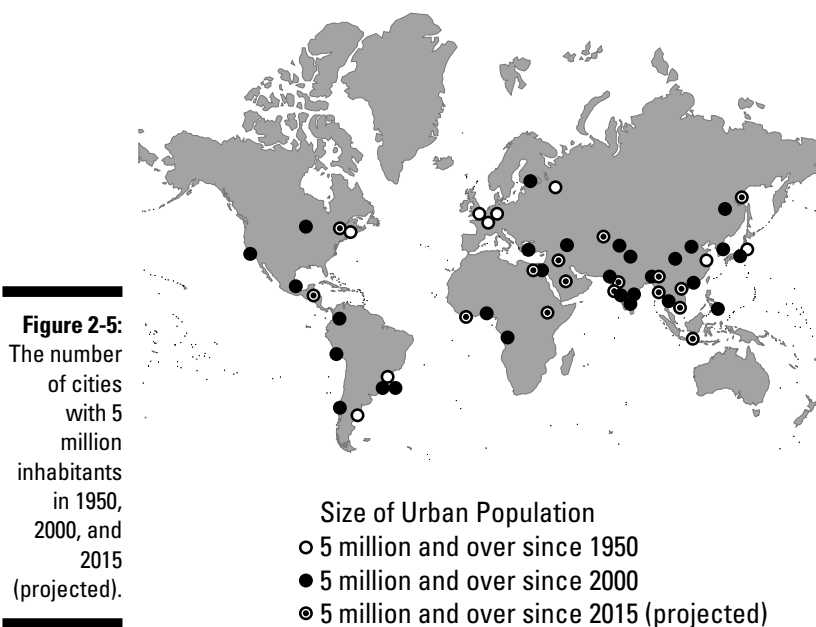 Figure 2-5:
The number
of cities
with 5
million
inhabitants
in 1950,
2000, and
2015
(projected).
Size of Urban Population
5 million and over since 1950
5 million and over since 2000
5 million and over since 2015 (projected)